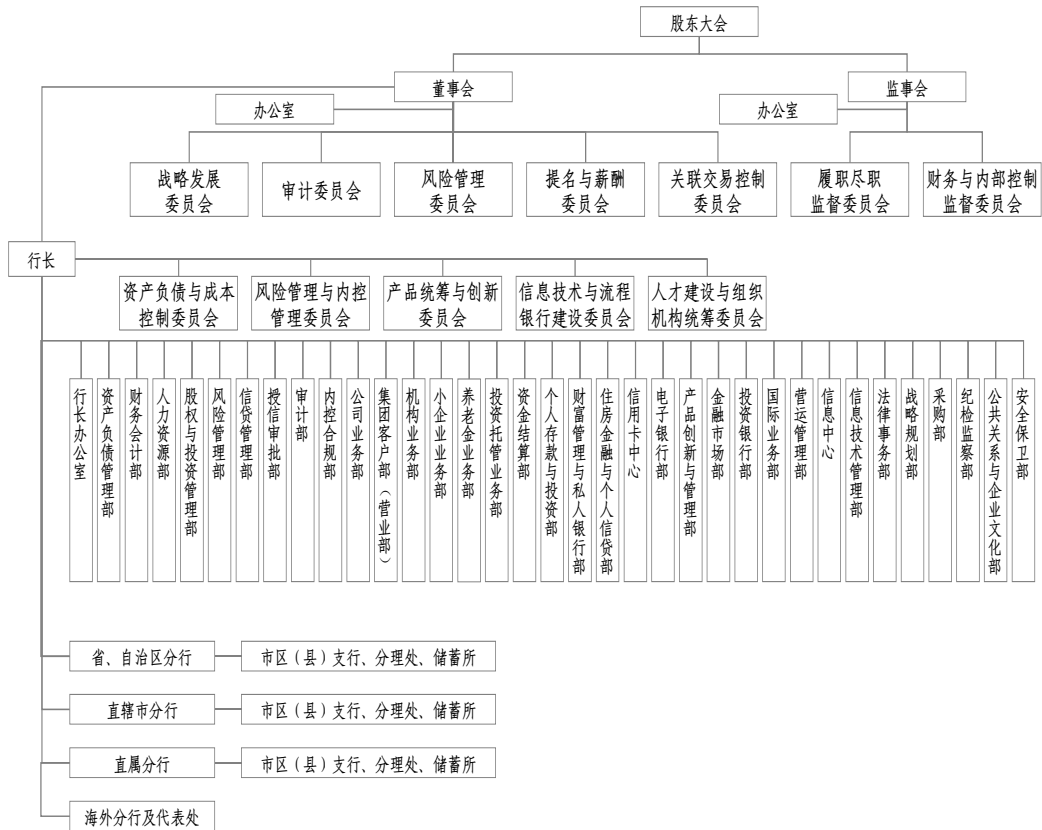 股东大会
董事会
监事会
办公室
办公室
战略发展
委员会
审计委员会
风险管理
委员会
提名与薪酬
委员会
关联交易控制
委员会
履职尽职
监督委员会
财务与内部控制
监督委员会
行长
资产负债与成本
控制委员会
风险管理与内控
管理委员会
产品统筹与创新
委员会
信息技术与流程
银行建设委员会
人才建设与组织
机构统筹委员会
行长办公室
资产负债管理部
财务会计部
人力资源部
股权与投资管理部
风险管理部
信贷管理部
授信审批部
审计部
内控合规部
公司业务部
集团客户部（营业部）
机构业务部
小企业业务部
养老金业务部
投资托管业务部
资金结算部
个人存款与投资部
财富管理与私人银行部
住房金融与个人信贷部
信用卡中心
电子银行部
产品创新与管理部
金融市场部
投资银行部
国际业务部
营运管理部
信息中心
信息技术管理部
法律事务部
战略规划部
采购部
纪检监察部
公共关系与企业文化部
安全保卫部
省、自治区分行
市区（县）支行、分理处、储蓄所
直辖市分行
市区（县）支行、分理处、储蓄所
直属分行
市区（县）支行、分理处、储蓄所
海外分行及代表处